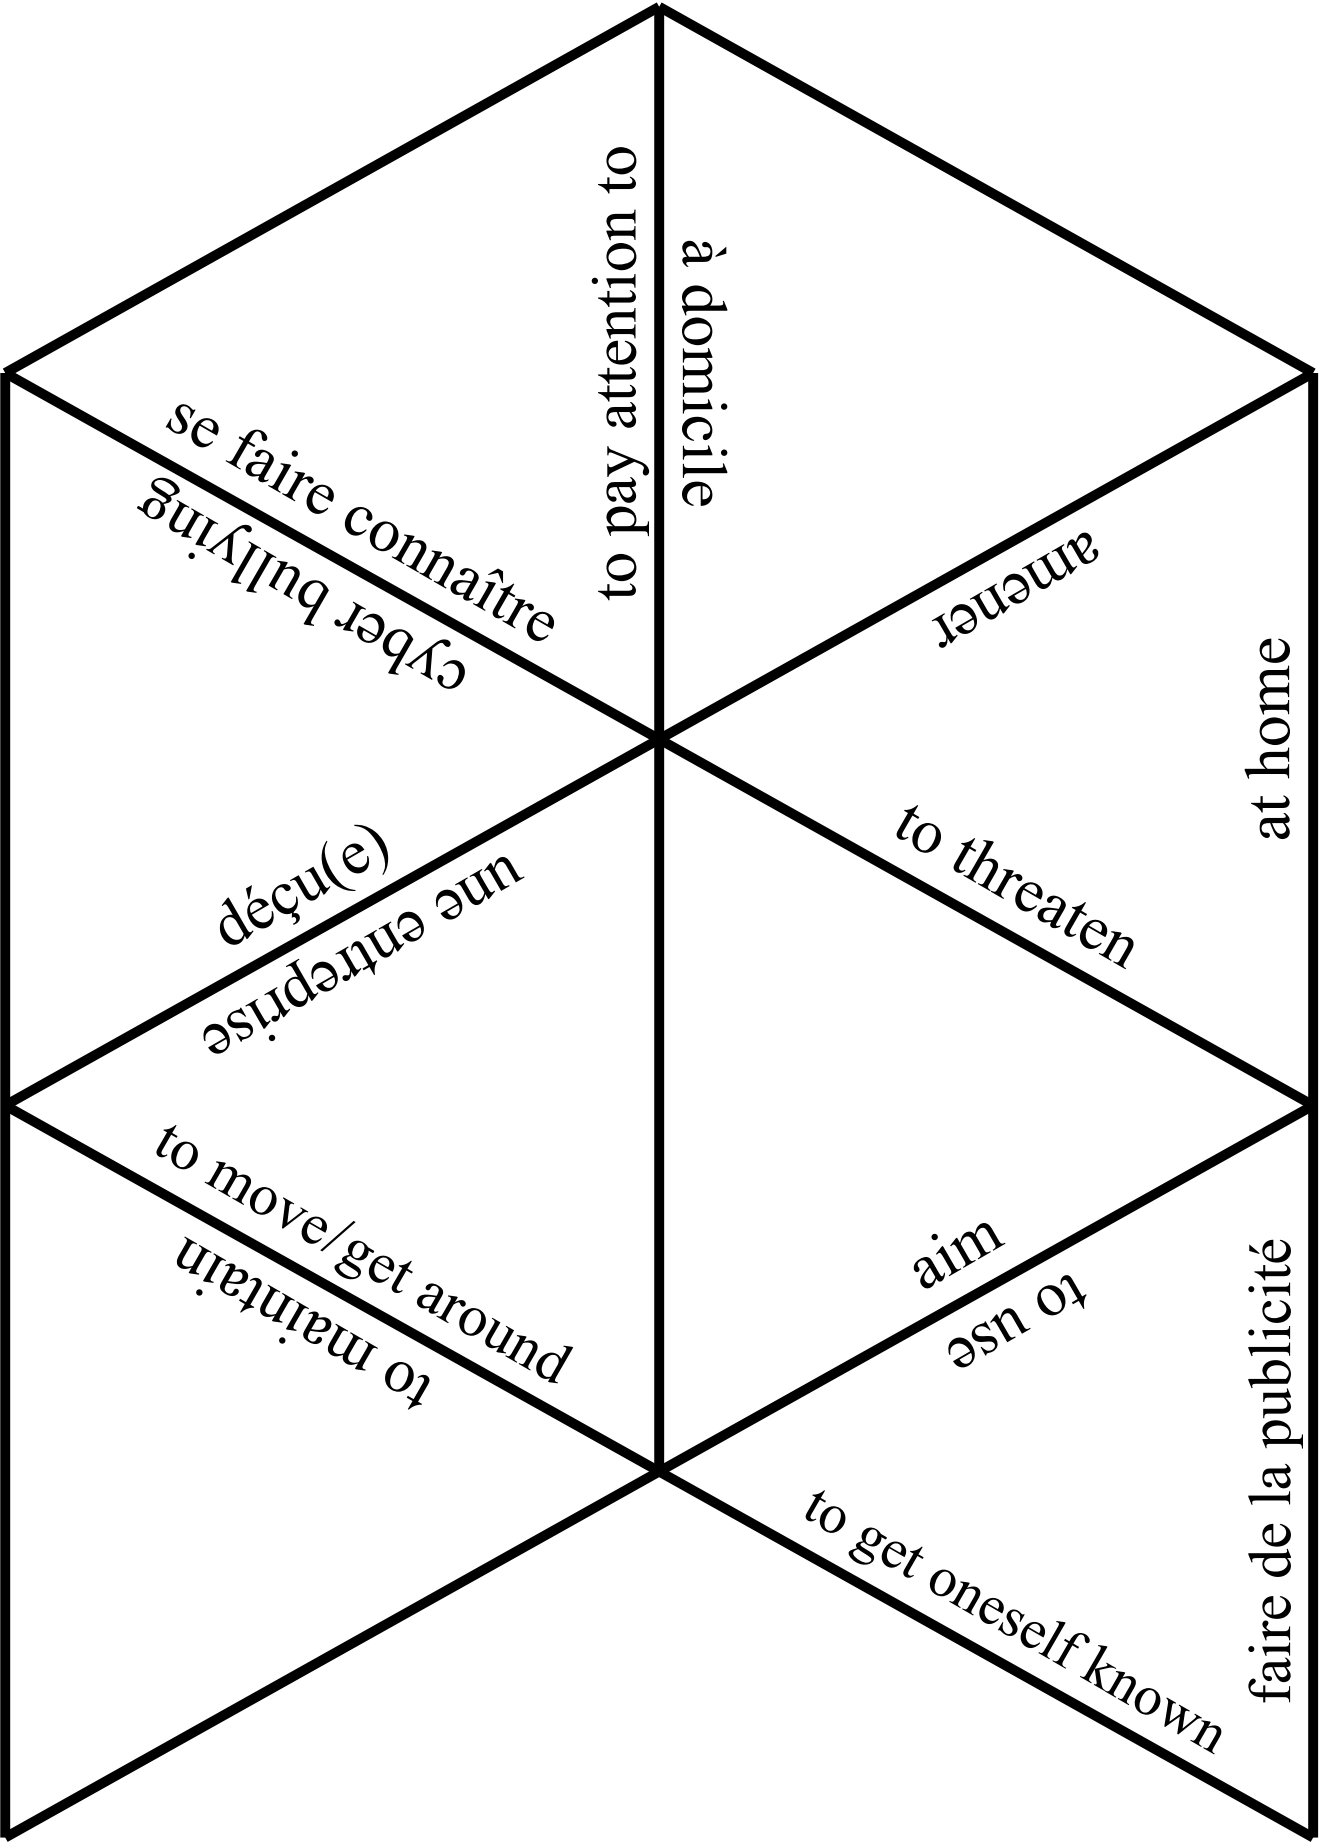 to pay attention to
à domicile
se faire connaître
cyber bullying
amener
at home
to threaten
déçu(e)
une entreprise
to move/get around
to maintain
aim
to use
faire de la publicité
to get oneself known